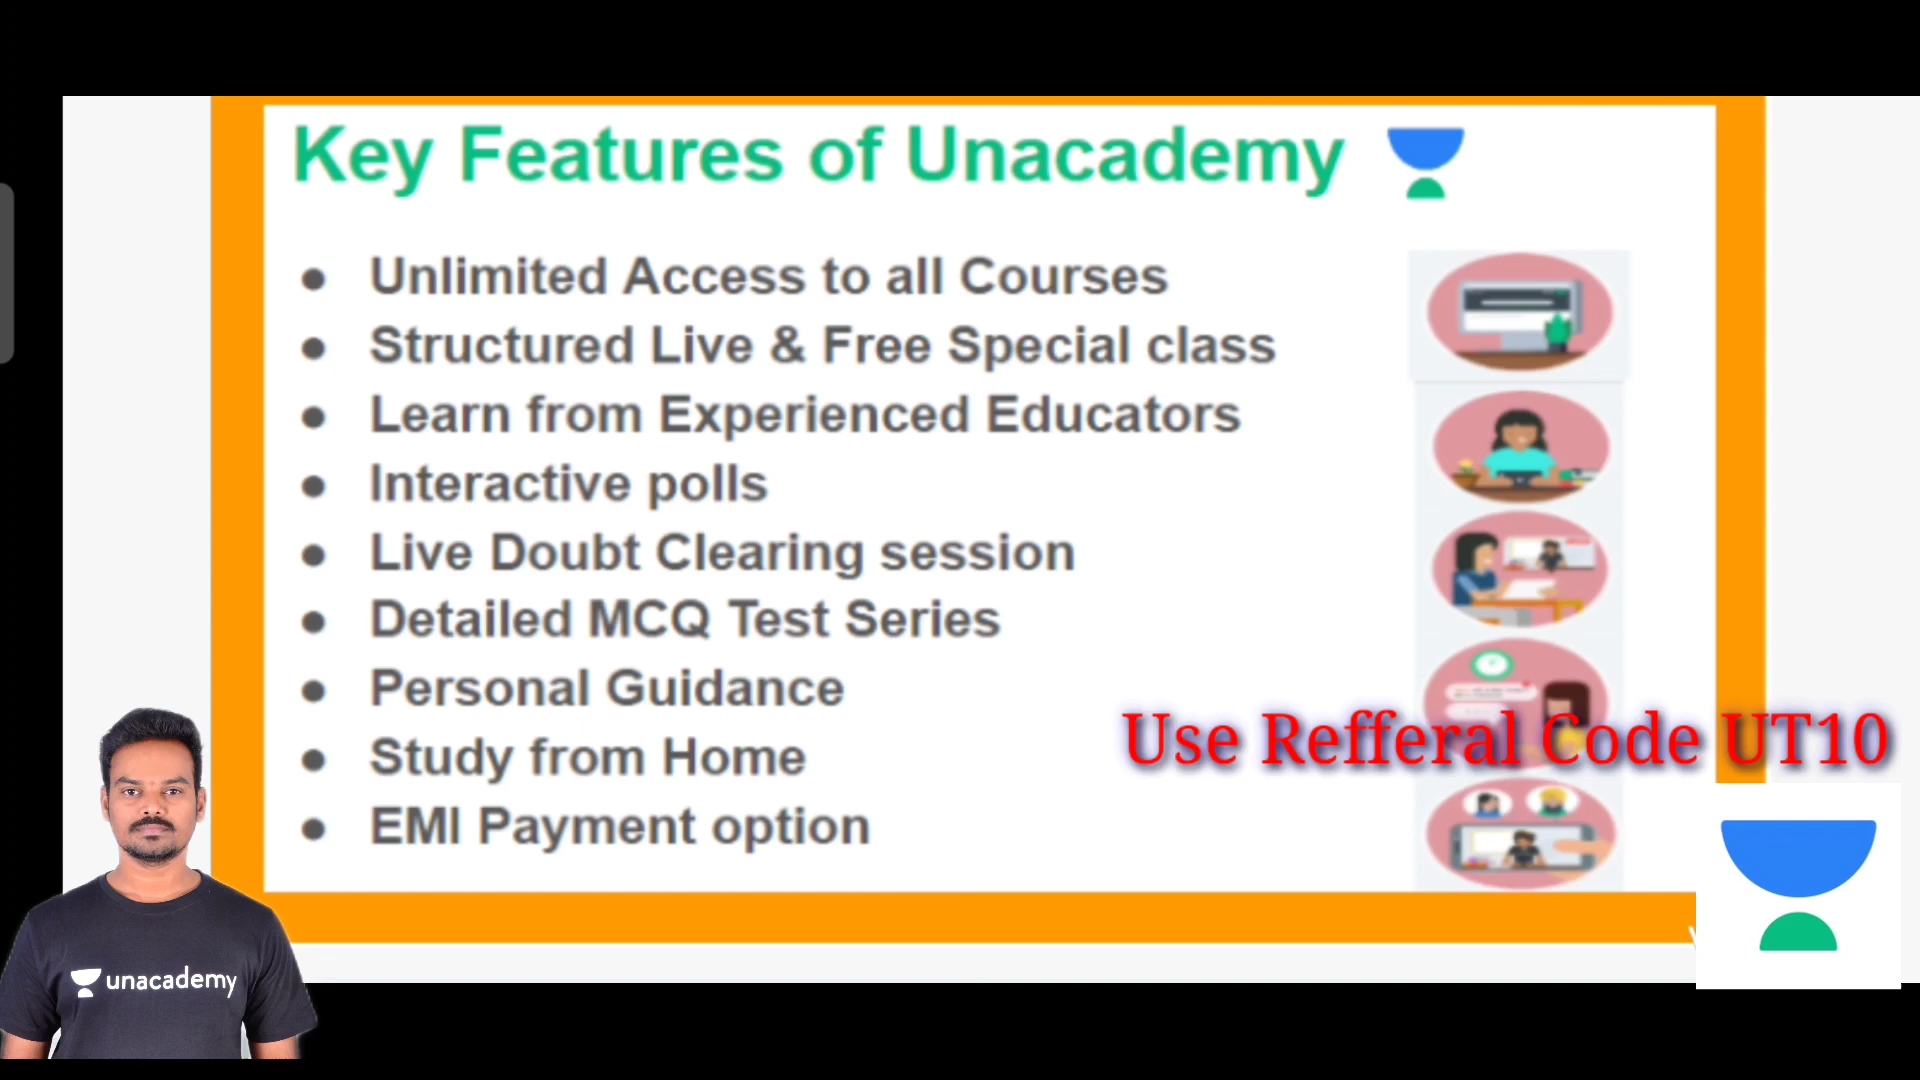 Key Features of Unacademy
● Unlimited Access to all Courses
● Structured Live & Free Special class
● Learn from Experienced Educators
● Interactive polls
● Live Doubt Clearing session
● Detailed MCQ Test Series
● Personal Guidance
● Study from Home
● EMI Payment option
Use Refferal Code UT10
unacademy